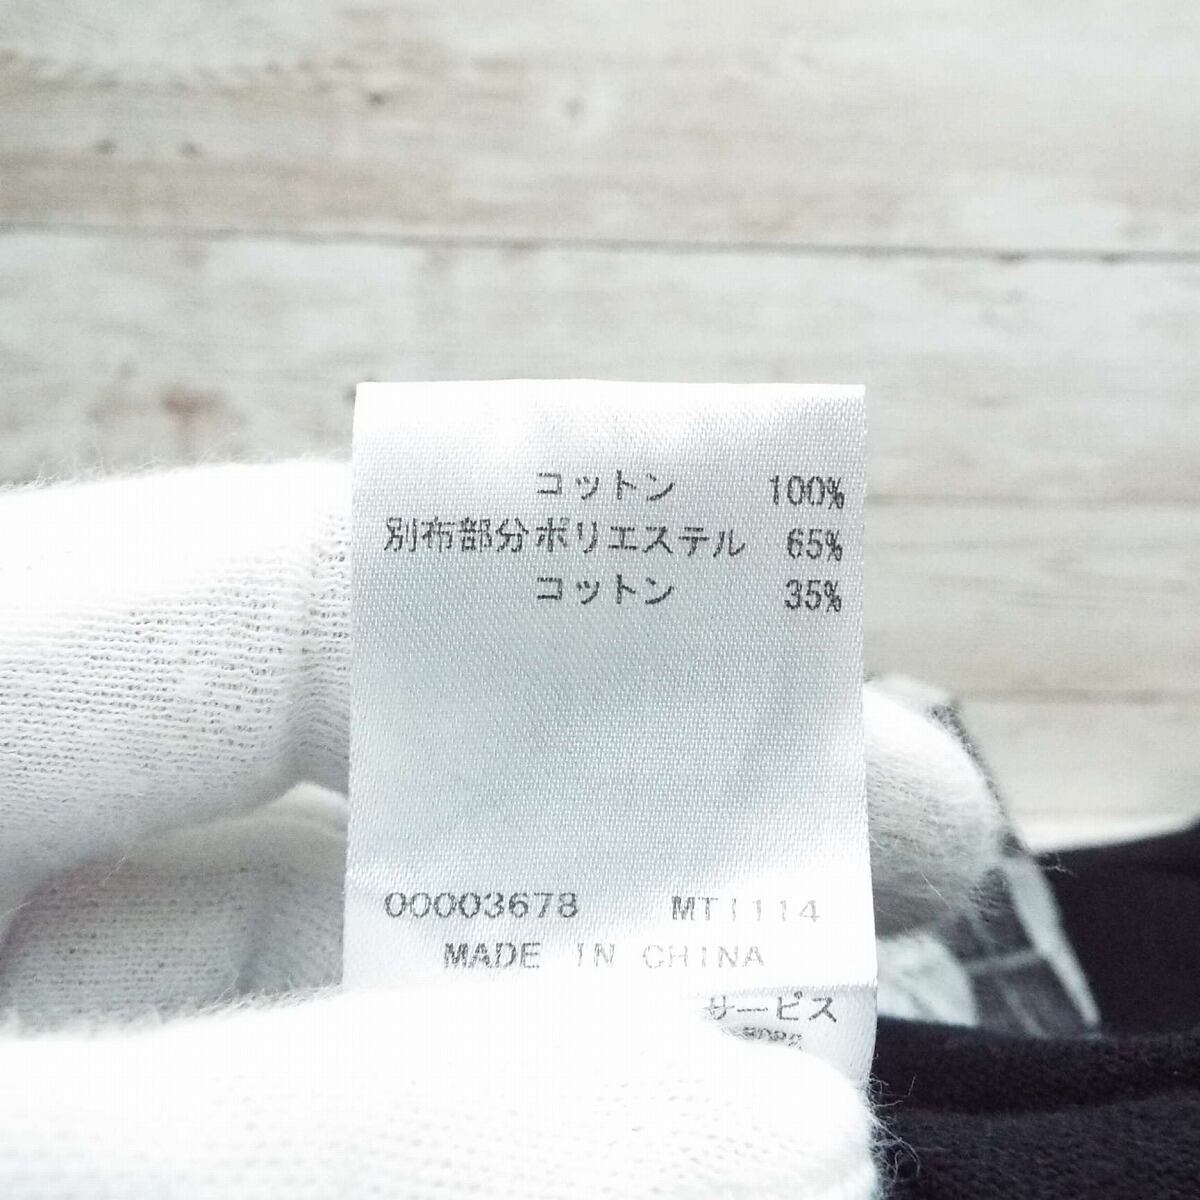 コットン 100%
別布部分ポリエステル 65%
コットン 35%
00003678 MT1114
MADE IN CHINA
サービス